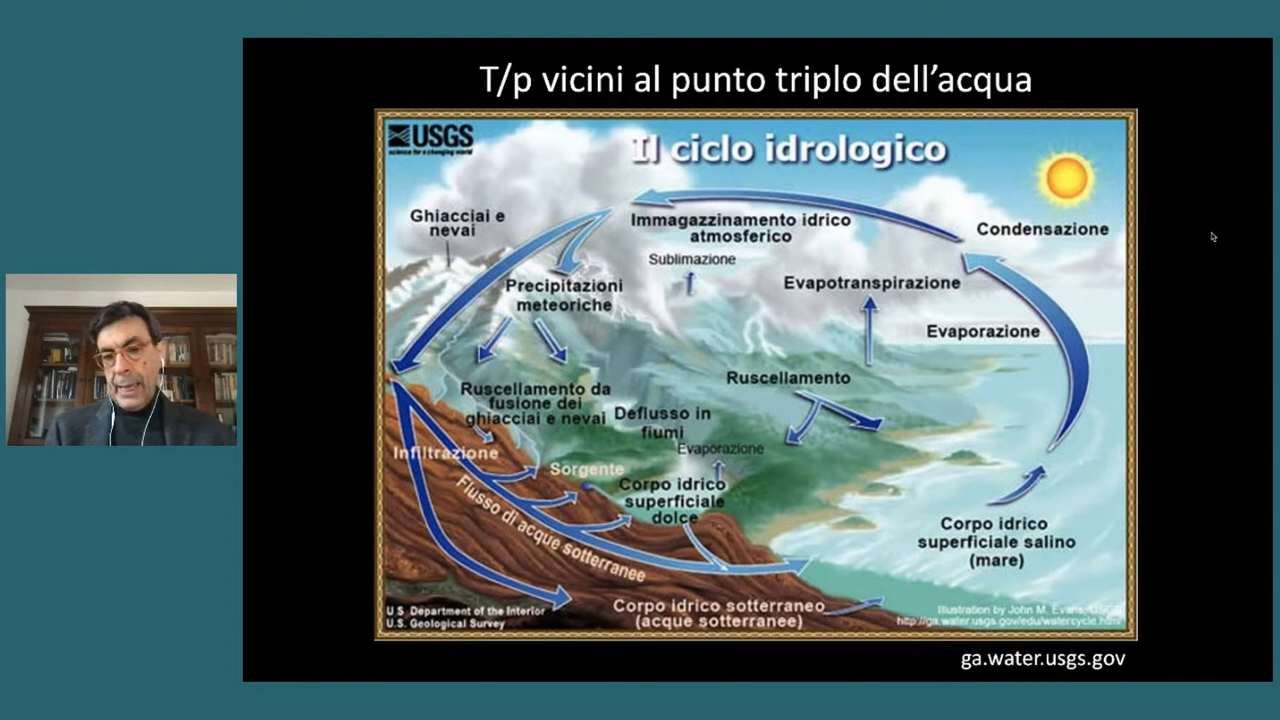 T/p vicini al punto triplo dell'acqua
USGS
science for a changing world
Il ciclo idrologico
Ghiacciai e
nevai
Immagazzinamento idrico
atmosferico
Condensazione
Sublimazione
Precipitazioni
meteoriche
Evapotraspirazione
Evaporazione
Ruscellamento da
fusione dei
ghiacciai e nevai
Ruscellamento
Deflusso in
fiumi
Evaporazione
Infiltrazione
Sorgente
Corpo idrico
superficiale
dolce
Flusso di acque sotterranee
Corpo idrico
superficiale salino
(mare)
Corpo idrico sotterraneo
(acque sotterranee)
U S Department of the Interior
U.S. Geological Survey
Illustration by John M. Evans, USGS
http://ga.water.usgs.gov/edu/watercycle.html
ga.water.usgs.gov